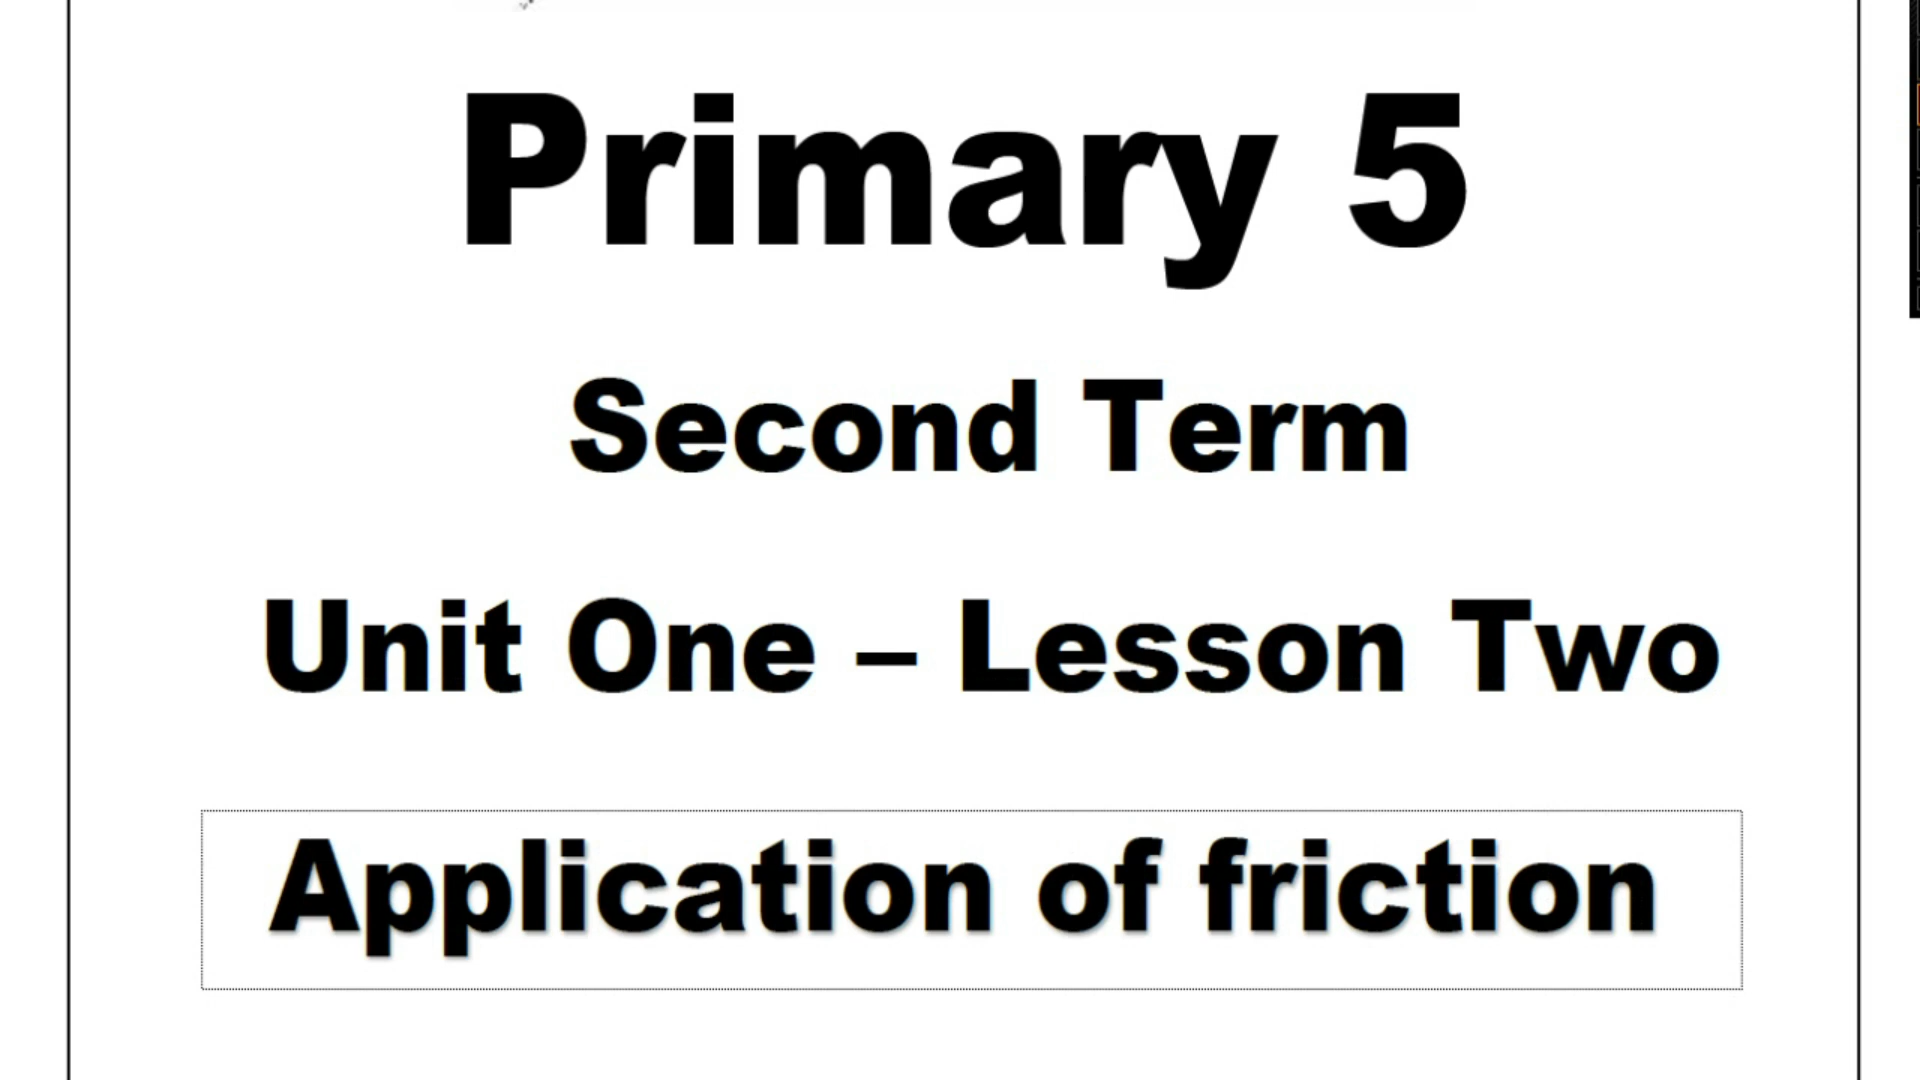 Primary 5
Second Term
Unit One – Lesson Two
Application of friction